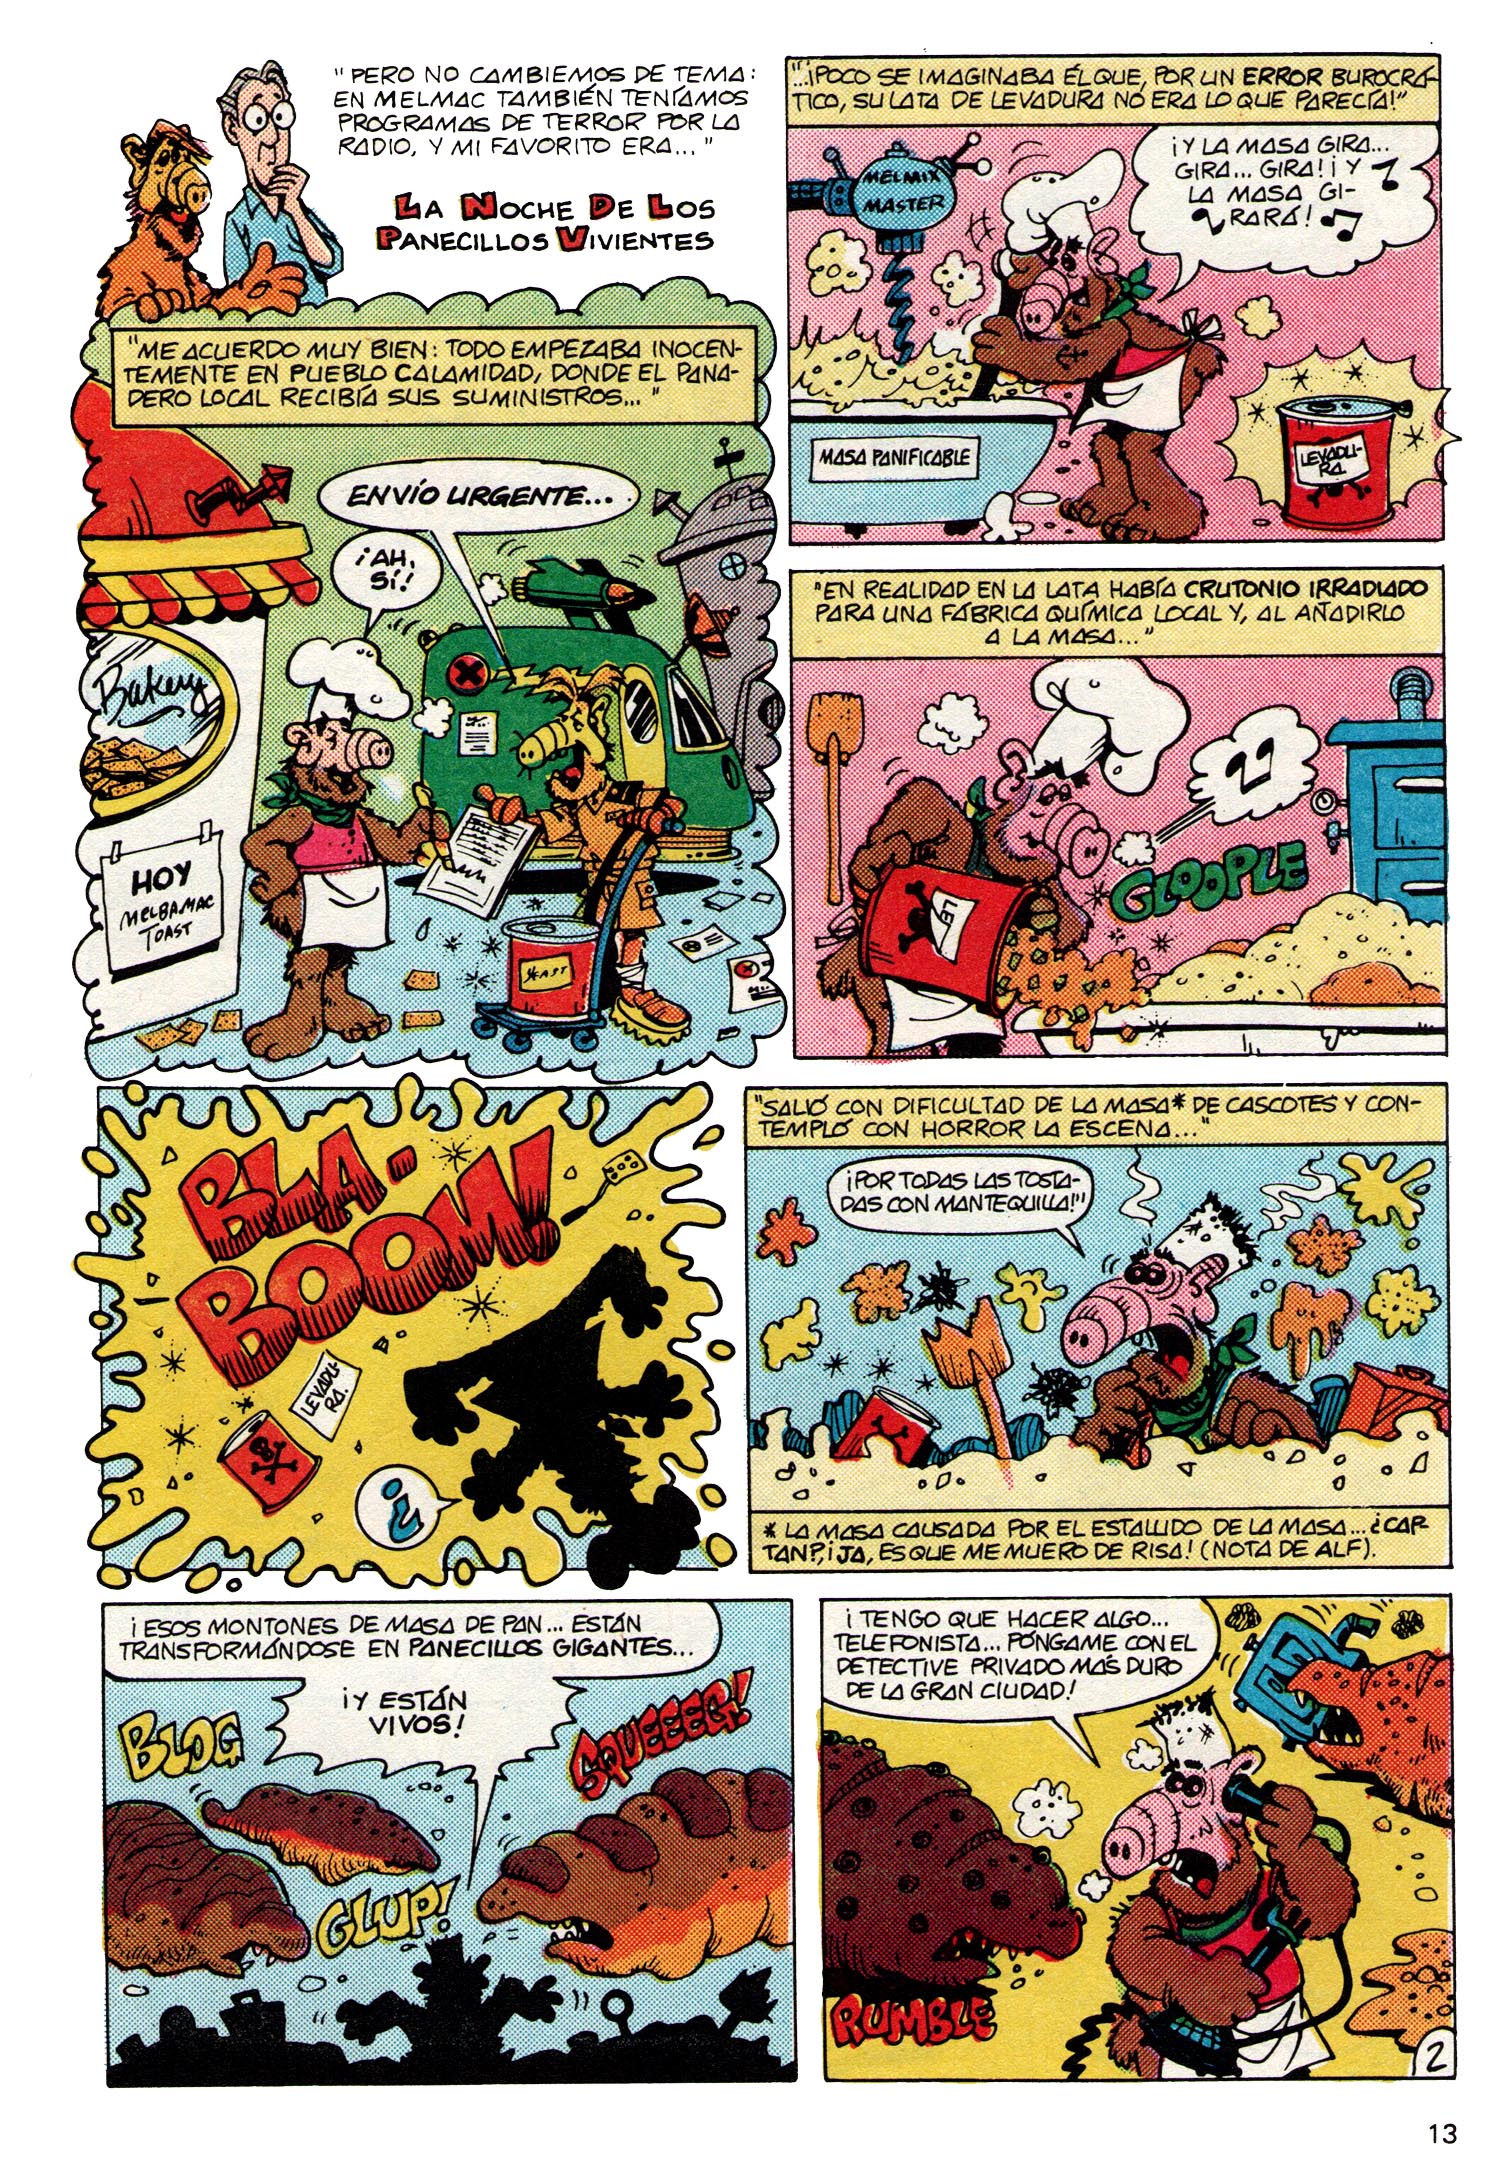 "PERO NO CAMBIEMOS DE TEMA:
EN MELMAC TAMBIÉN TENÍAMOS
PROGRAMAS DE TERROR POR LA
RADIO, Y MI FAVORITO ERA..."
LA NOCHE DE LOS
PANECILLOS VIVIENTES
"ME ACUERDO MUY BIEN: TODO EMPEZABA INOCEN-
TEMENTE EN PUEBLO CALAMIDAD, DONDE EL PANA-
DERO LOCAL RECIBÍA SUS SUMINISTROS..."
ENVÍO URGENTE...
¡AH,
SÍ!
Bakery
HOY
MELBAMAC
TOAST
YEAST
"...¡POCO SE IMAGINABA ÉL QUE, POR UN ERROR BUROCRÁ-
TICO, SU LATA DE LEVADURA NO ERA LO QUE PARECÍA!"
¡Y LA MASA GIRA...
GIRA... GIRA! ¡Y
LA MASA GI-
RARÁ!
MELMIX
MASTER
MASA PANIFICABLE
LEVADU-
RA.
"EN REALIDAD EN LA LATA HABÍA CRUTONIO IRRADIADO
PARA UNA FÁBRICA QUÍMICA LOCAL Y, AL AÑADIRLO
A LA MASA..."
GLOOPLE
LE
BLA-
BOOM!
LEVADU-
RA.
¿
"SALIÓ CON DIFICULTAD DE LA MASA* DE CASCOTES Y CON-
TEMPLÓ CON HORROR LA ESCENA..."
¡POR TODAS LAS TOSTA-
DAS CON MANTEQUILLA!"
* LA MASA CAUSADA POR EL ESTALLIDO DE LA MASA... ¿CAP-
TAN?, ¡JA, ES QUE ME MUERO DE RISA! (NOTA DE ALF).
¡ESOS MONTONES DE MASA DE PAN... ESTÁN
TRANSFORMÁNDOSE EN PANECILLOS GIGANTES...
¡Y ESTÁN
VIVOS!
BLOG
SQUEEEG!
GLUP!
¡TENGO QUE HACER ALGO...
TELEFONISTA... PÓNGAME CON EL
DETECTIVE PRIVADO MÁS DURO
DE LA GRAN CIUDAD!
RUMBLE
2
13